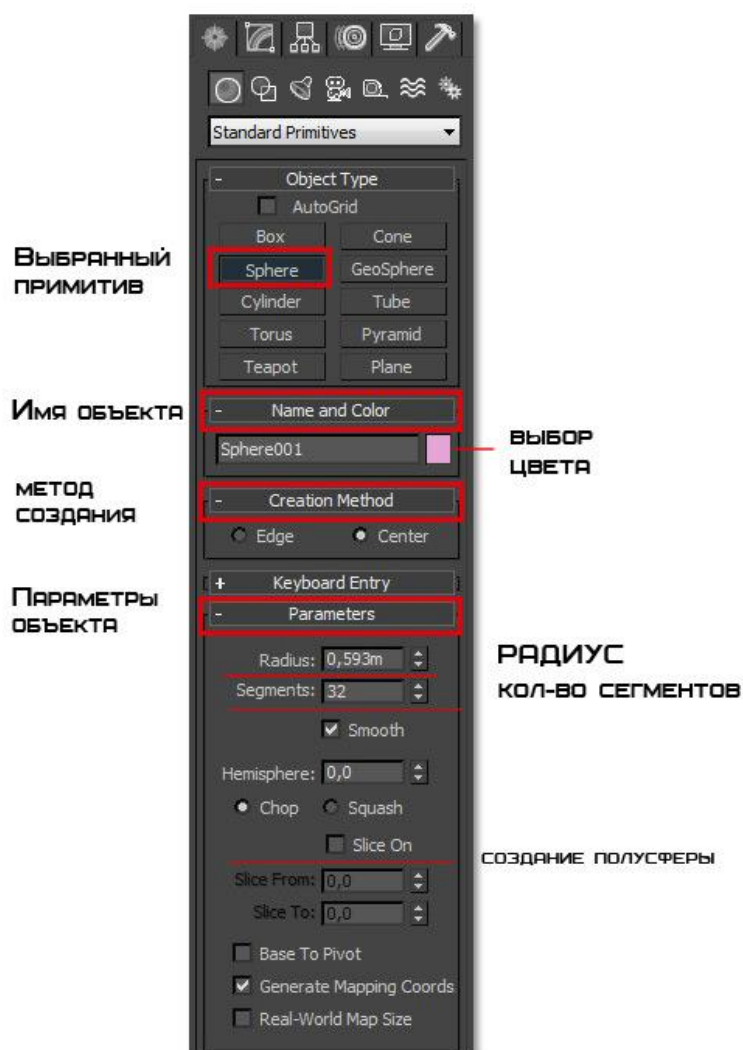 Standard Primitives
- Object Type
AutoGrid
Box Cone
Выбранный
примитив
Sphere GeoSphere
Cylinder Tube
Torus Pyramid
Teapot Plane
Имя объекта
- Name and Color
Sphere001
выбор
цвета
метод
создания
- Creation Method
Edge Center
+ Keyboard Entry
Параметры
объекта
- Parameters
Radius: 0,593m
радиус
Segments: 32
кол-во сегментов
Smooth
Hemisphere: 0,0
Chop Squash
Slice On
создание полусферы
Slice From: 0,0
Slice To: 0,0
Base To Pivot
Generate Mapping Coords
Real-World Map Size